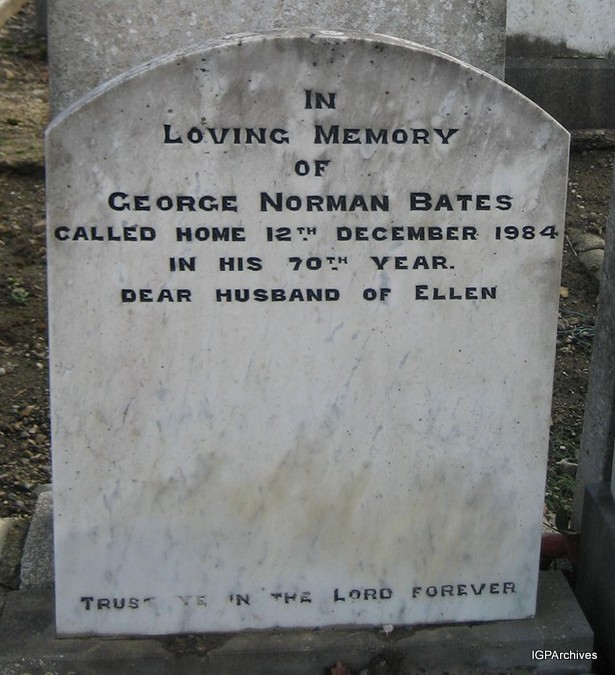 IN
LOVING MEMORY
OF
GEORGE NORMAN BATES
CALLED HOME 12TH DECEMBER 1984
IN HIS 70TH YEAR.
DEAR HUSBAND OF ELLEN
TRUST YE IN THE LORD FOREVER
IGPArchives